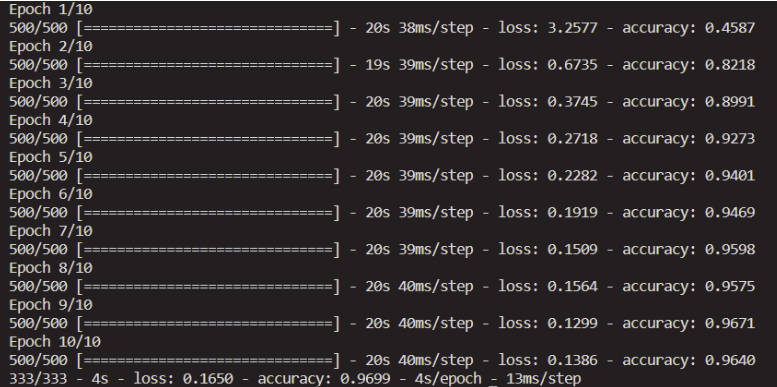 Epoch 1/10
500/500 [==============================] - 20s 38ms/step - loss: 3.2577 - accuracy: 0.4587
Epoch 2/10
500/500 [==============================] - 19s 39ms/step - loss: 0.6735 - accuracy: 0.8218
Epoch 3/10
500/500 [==============================] - 20s 39ms/step - loss: 0.3745 - accuracy: 0.8991
Epoch 4/10
500/500 [==============================] - 20s 39ms/step - loss: 0.2718 - accuracy: 0.9273
Epoch 5/10
500/500 [==============================] - 20s 39ms/step - loss: 0.2282 - accuracy: 0.9401
Epoch 6/10
500/500 [==============================] - 20s 39ms/step - loss: 0.1919 - accuracy: 0.9469
Epoch 7/10
500/500 [==============================] - 20s 39ms/step - loss: 0.1509 - accuracy: 0.9598
Epoch 8/10
500/500 [==============================] - 20s 40ms/step - loss: 0.1564 - accuracy: 0.9575
Epoch 9/10
500/500 [==============================] - 20s 40ms/step - loss: 0.1299 - accuracy: 0.9671
Epoch 10/10
500/500 [==============================] - 20s 40ms/step - loss: 0.1386 - accuracy: 0.9640
333/333 - 4s - loss: 0.1650 - accuracy: 0.9699 - 4s/epoch - 13ms/step